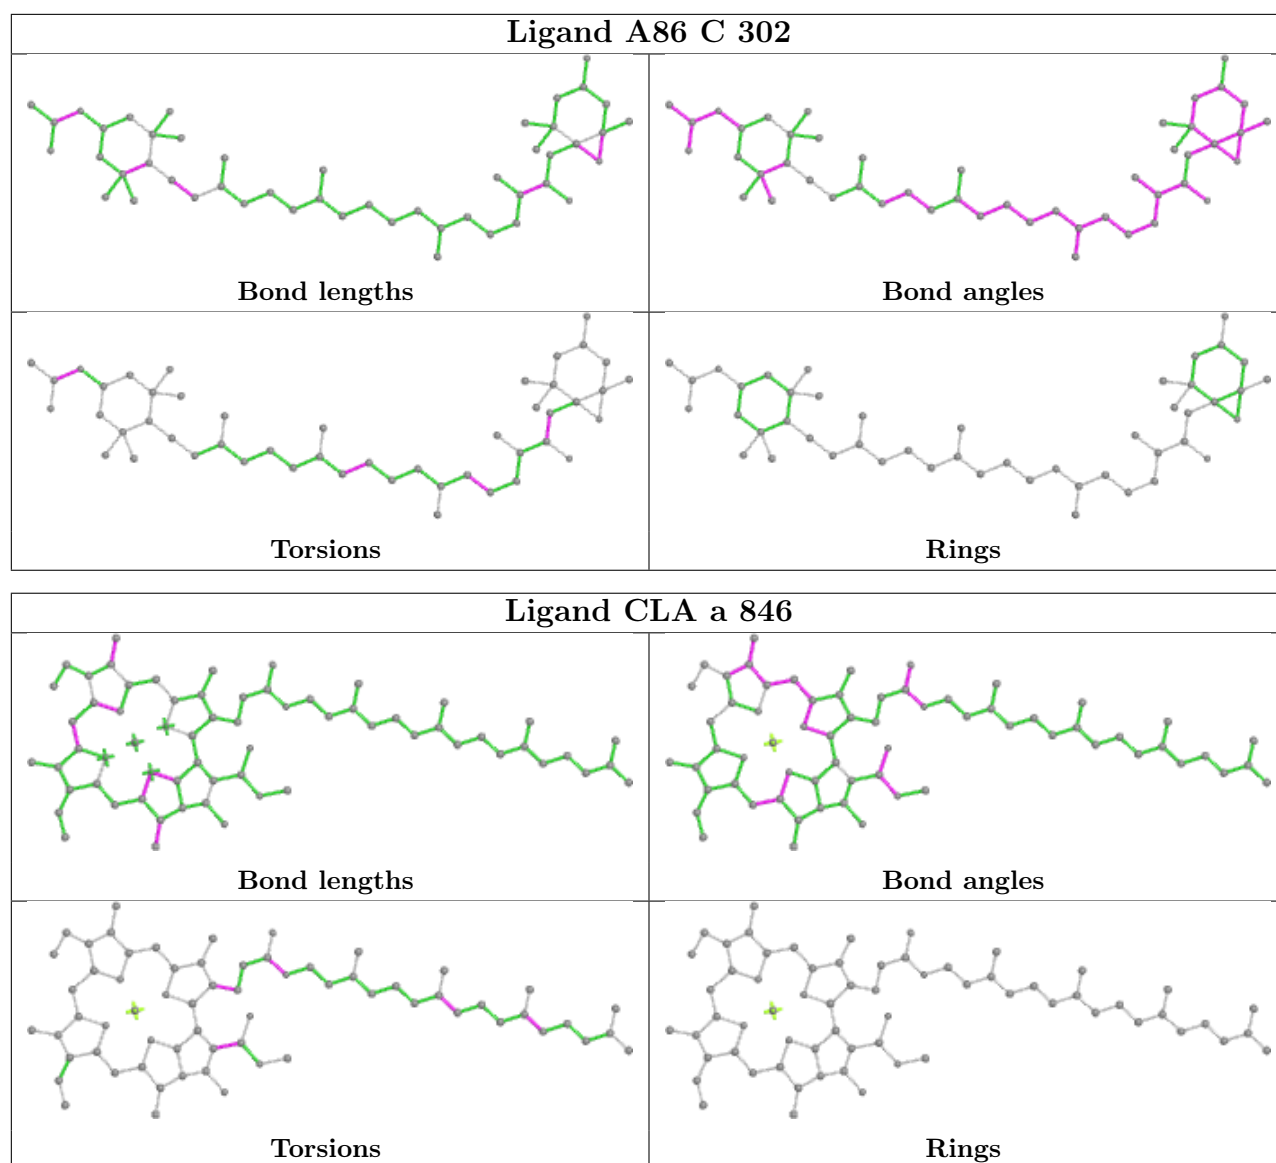 Ligand A86 C 302
Bond lengths
Bond angles
Torsions
Rings
Ligand CLA a 846
Bond lengths
Bond angles
Torsions
Rings